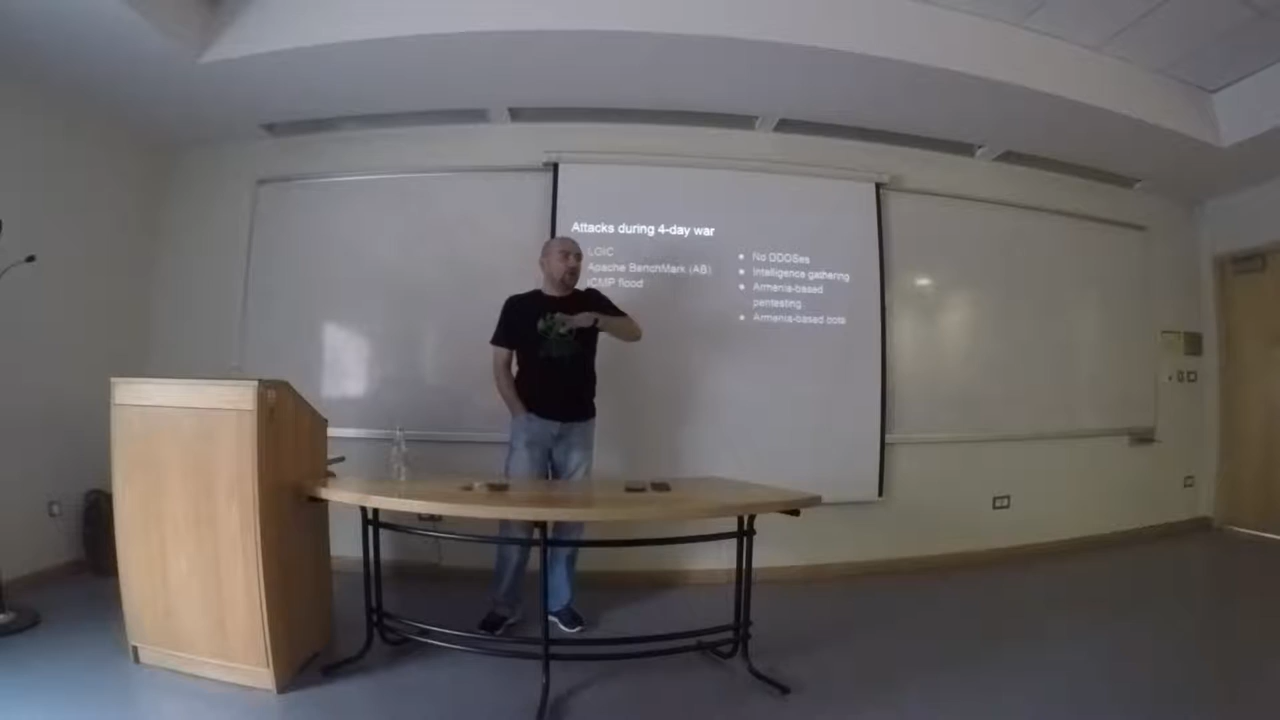 Attacks during 4-day war
LOIC
Apache BenchMark (AB)
ICMP flood
No DDOSes
Intelligence gathering
Armenia-based
pentesting
Armenia-based bots